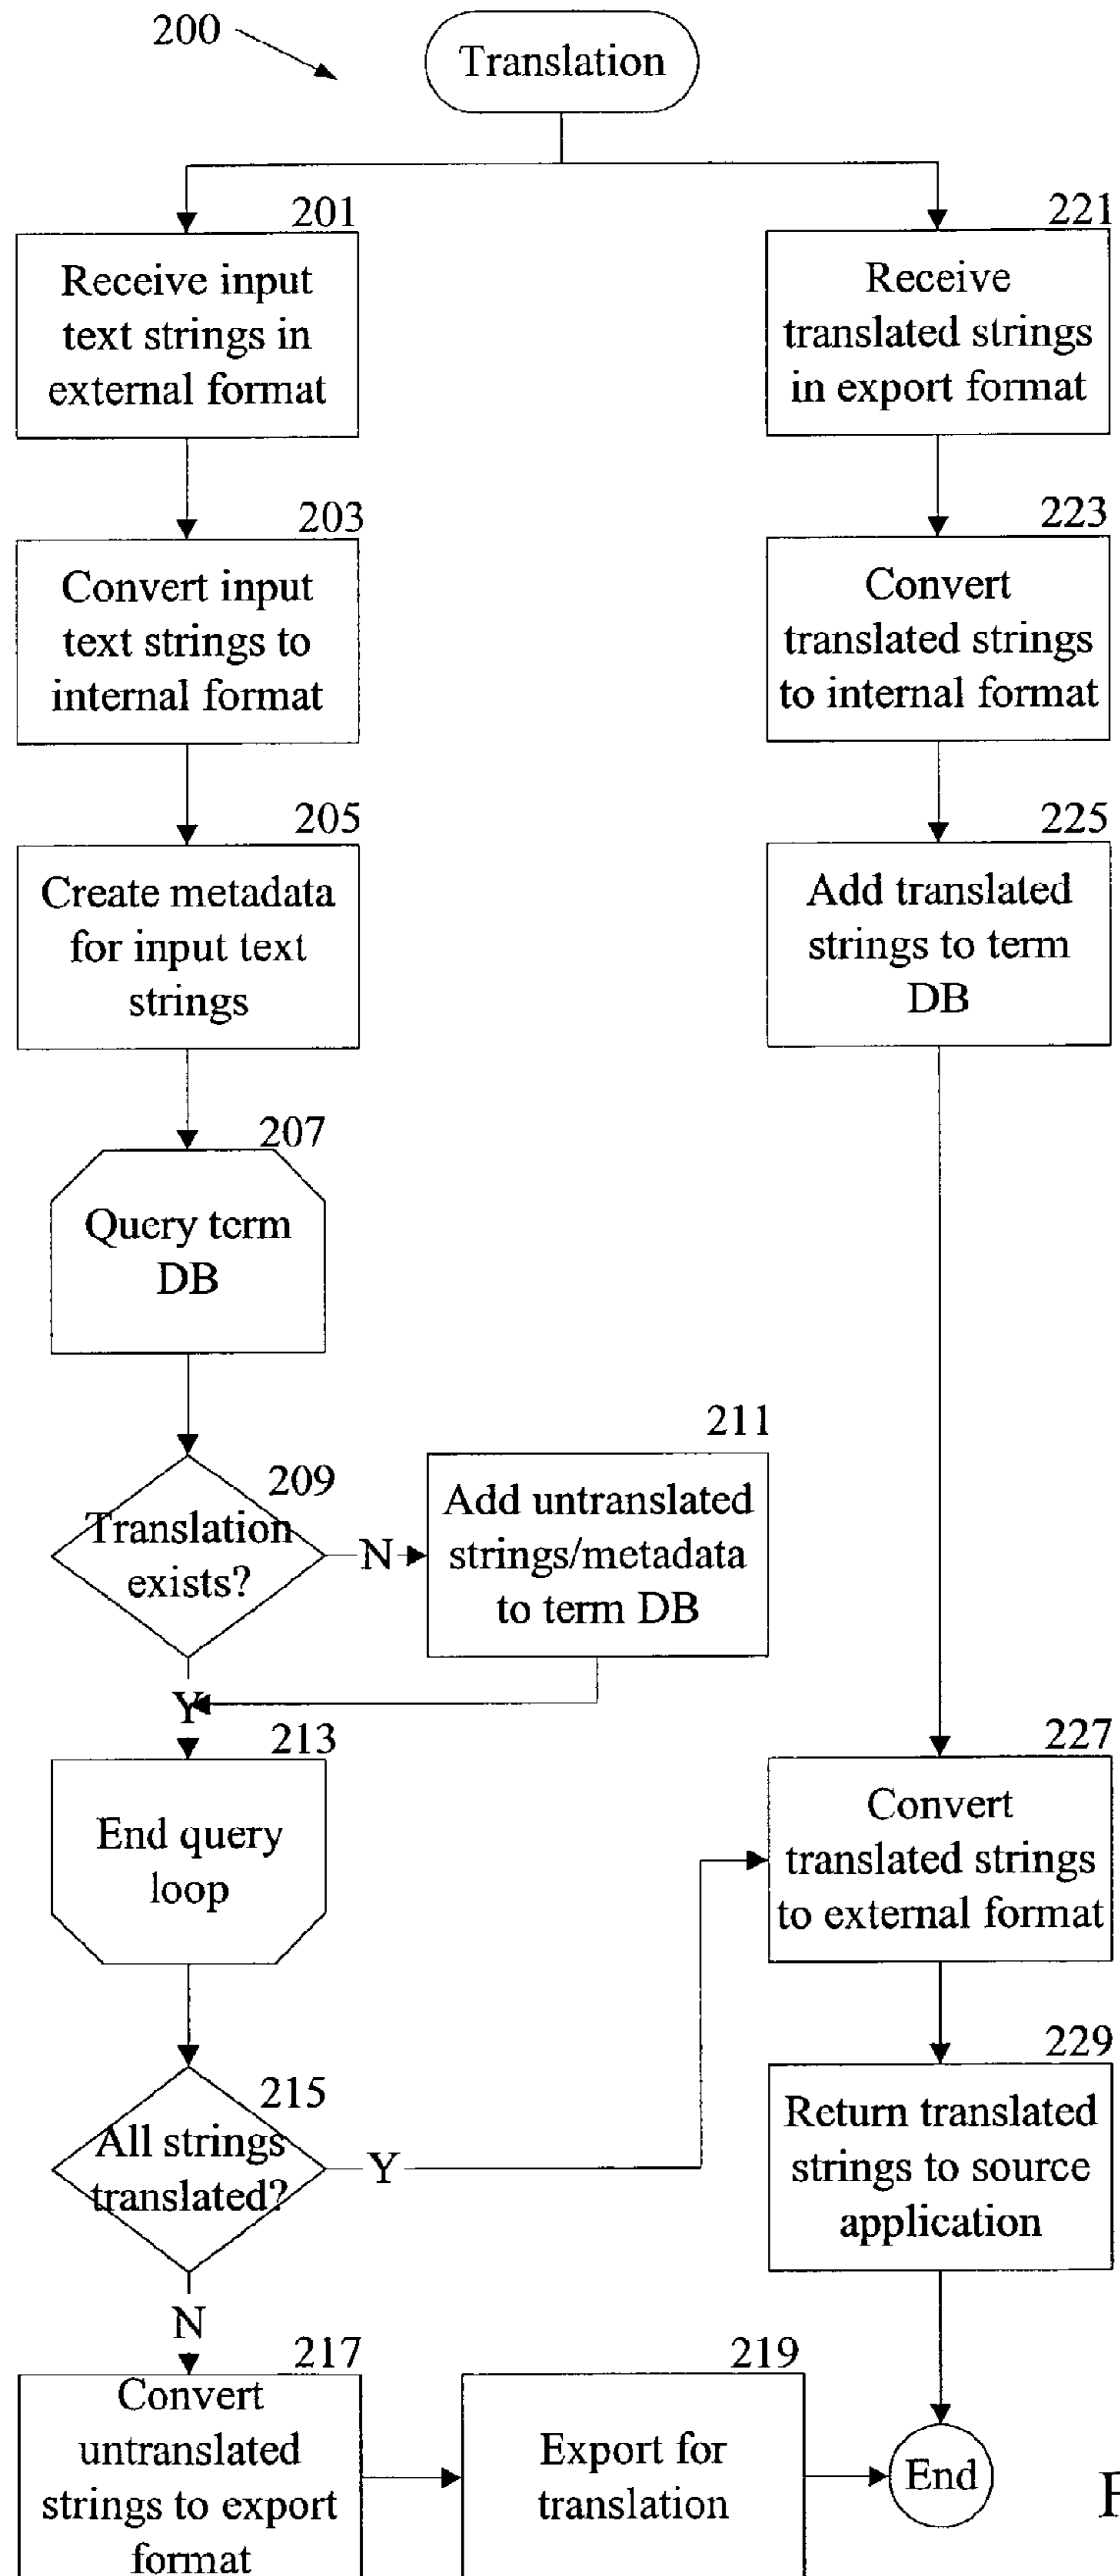 200
Translation
201
Receive input
text strings in
external format
203
Convert input
text strings to
internal format
205
Create metadata
for input text
strings
207
Query term
DB
209
Translation
exists?
N
211
Add untranslated
strings/metadata
to term DB
Y
213
End query
loop
215
All strings
translated?
Y
N
217
Convert
untranslated
strings to export
format
219
Export for
translation
221
Receive
translated strings
in export format
223
Convert
translated strings
to internal format
225
Add translated
strings to term
DB
227
Convert
translated strings
to external format
229
Return translated
strings to source
application
End
F